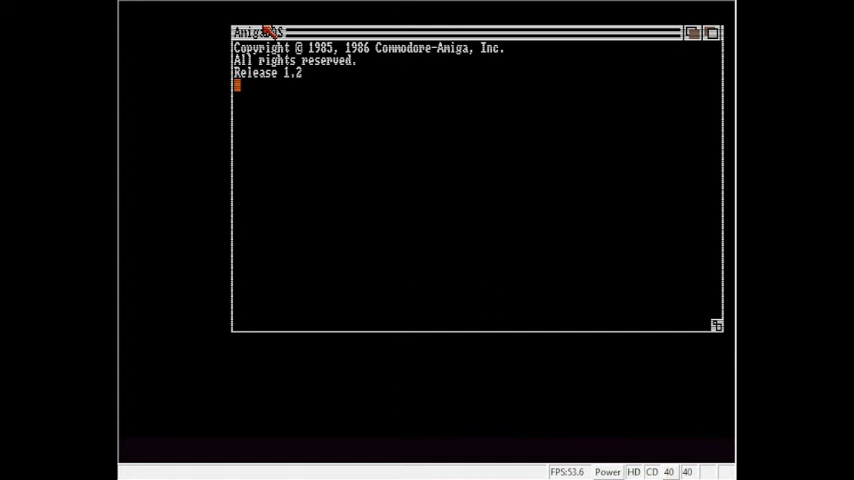 AmigaDOS
Copyright © 1985, 1986 Commodore-Amiga, Inc.
All rights reserved.
Release 1.2
FPS:53.6 Power HD CD 40 40